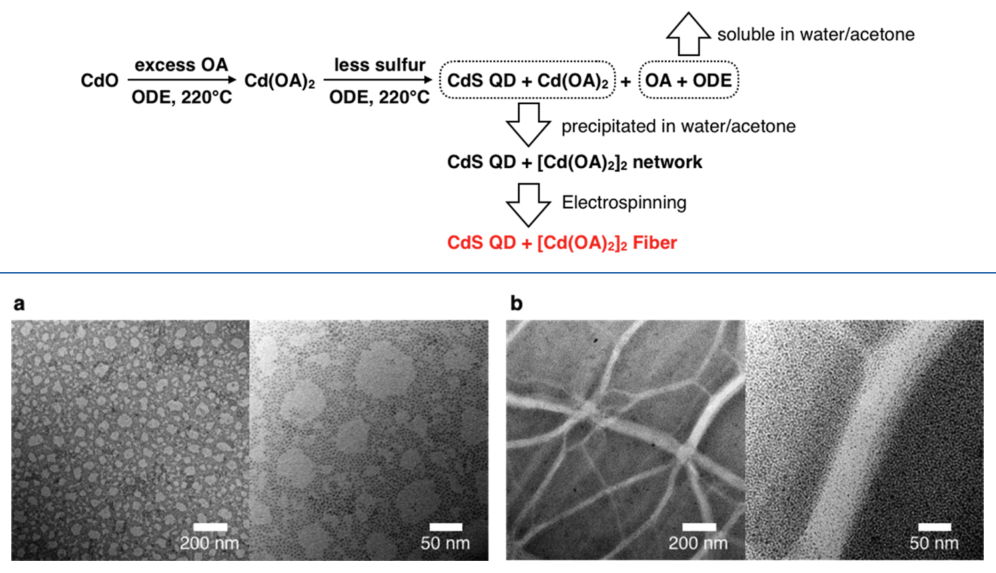 soluble in water/acetone
CdO excess OA Cd(OA)₂ less sulfur CdS QD + Cd(OA)₂ + OA + ODE
ODE, 220°C ODE, 220°C
precipitated in water/acetone
CdS QD + [Cd(OA)₂]₂ network
Electrospinning
CdS QD + [Cd(OA)₂]₂ Fiber
a b
200 nm 50 nm 200 nm 50 nm